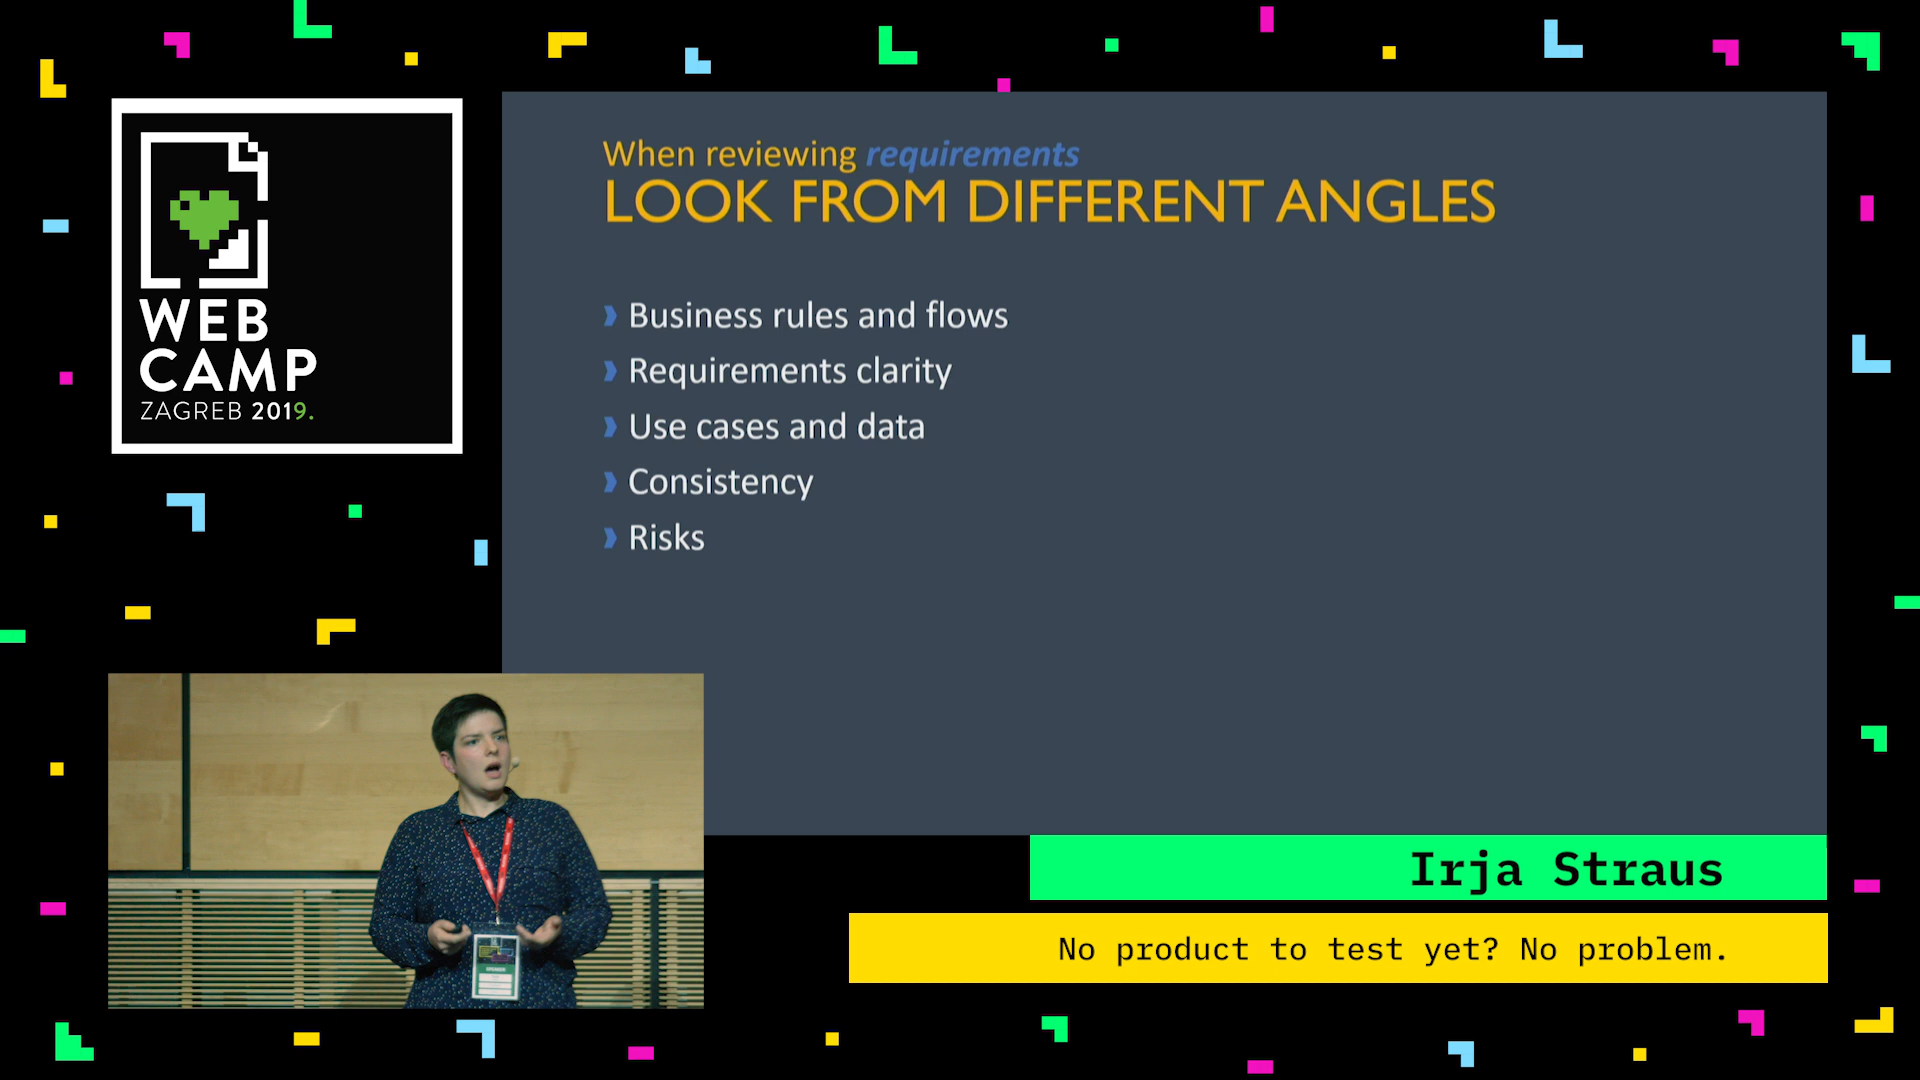 WEB
CAMP
ZAGREB 2019.
When reviewing requirements
LOOK FROM DIFFERENT ANGLES
Business rules and flows
Requirements clarity
Use cases and data
Consistency
Risks
SPEAKER
Irja Straus
No product to test yet? No problem.